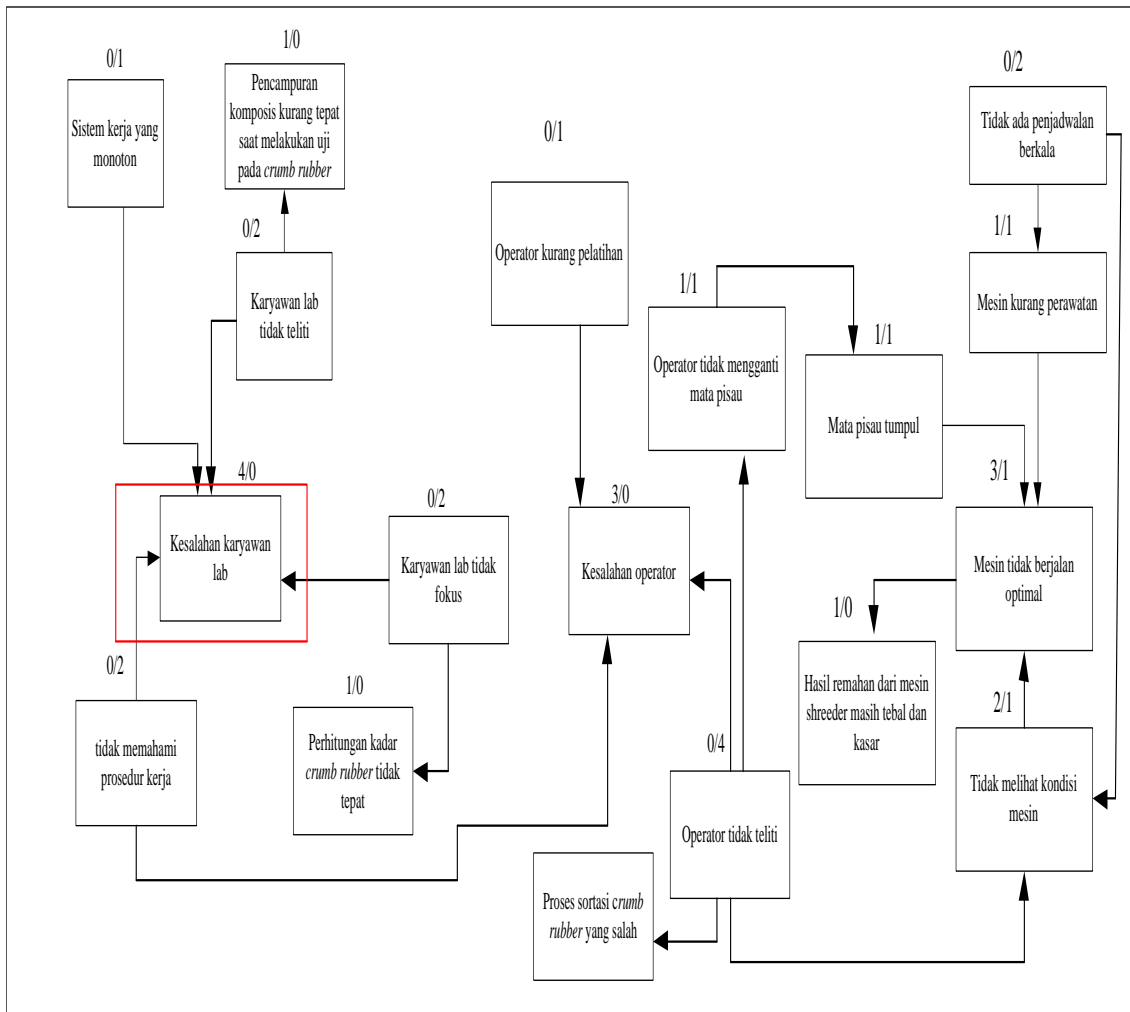 0/1
Sistem kerja yang
monoton
1/0
Pencampuran
komposis kurang tepat
saat melakukan uji
pada crumb rubber
0/2
Karyawan lab
tidak teliti
4/0
Kesalahan karyawan
lab
0/2
Karyawan lab tidak
fokus
0/2
tidak memahami
prosedur kerja
1/0
Perhitungan kadar
crumb rubber tidak
tepat
0/1
Operator kurang pelatihan
3/0
Kesalahan operator
1/1
Operator tidak mengganti
mata pisau
1/1
Mata pisau tumpul
0/2
Tidak ada penjadwalan
berkala
1/1
Mesin kurang perawatan
3/1
Mesin tidak berjalan
optimal
1/0
Hasil remahan dari mesin
shreeder masih tebal dan
kasar
2/1
Tidak melihat kondisi
mesin
0/4
Operator tidak teliti
Proses sortasi crumb
rubber yang salah